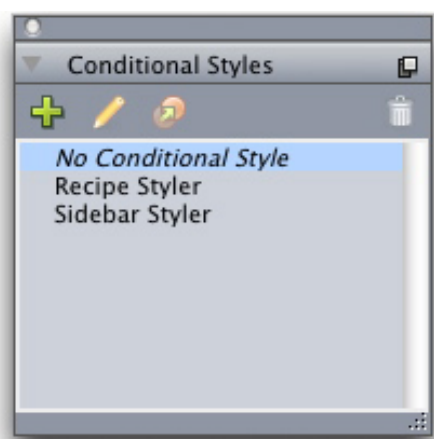 Conditional Styles
No Conditional Style
Recipe Styler
Sidebar Styler